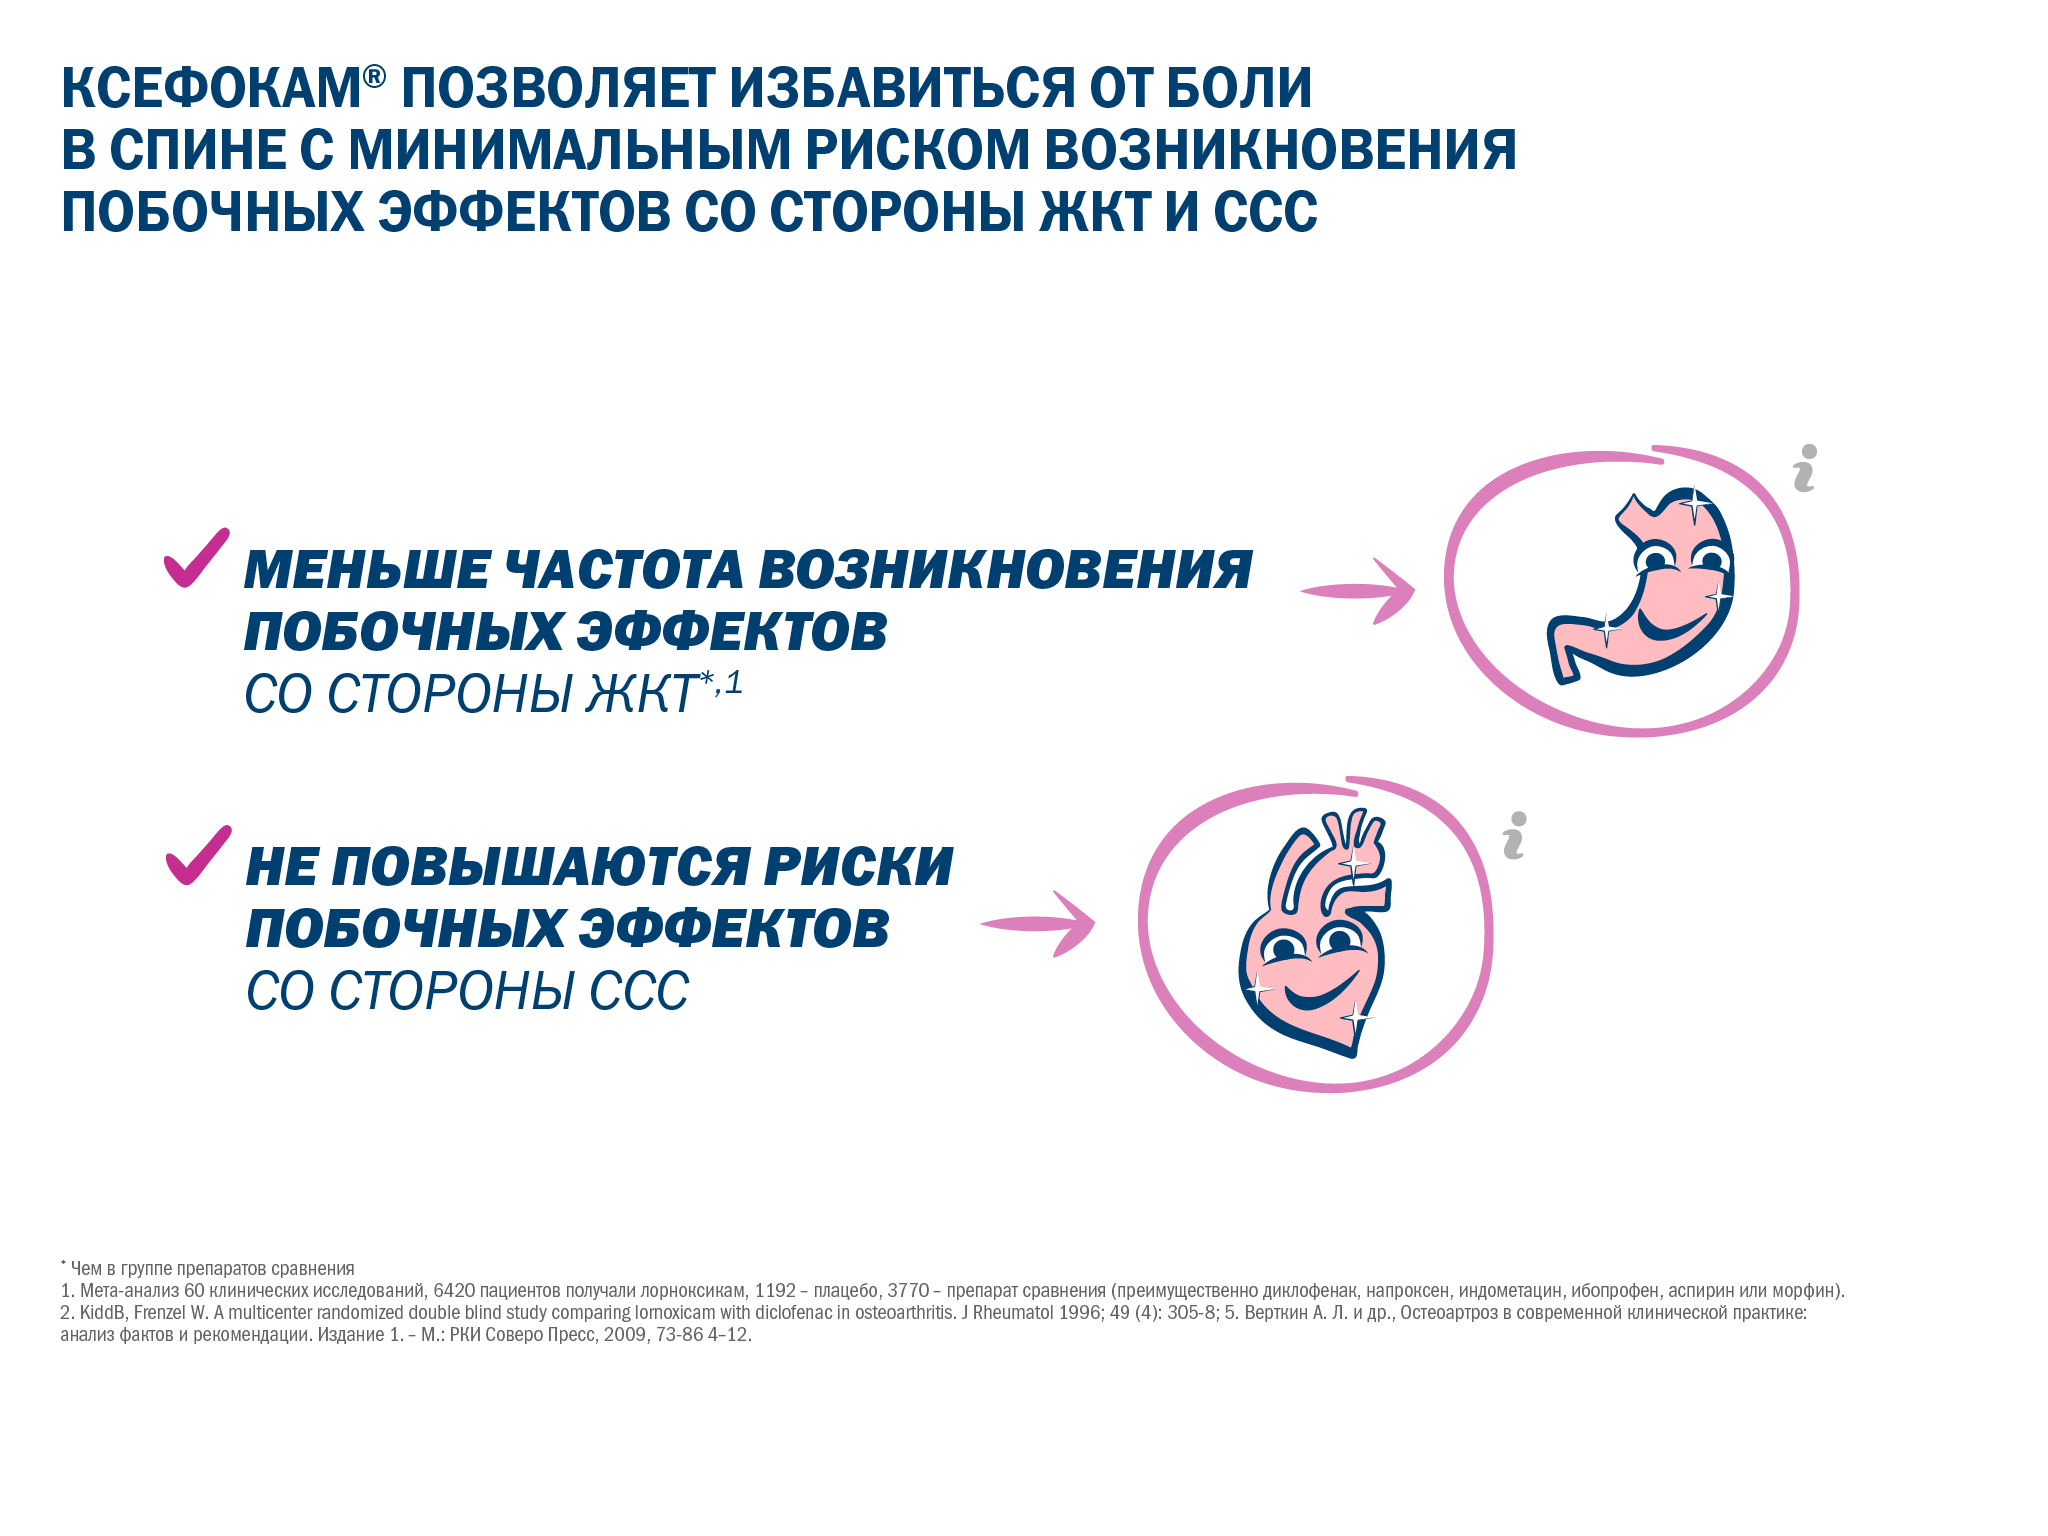 КСЕФОКАМ® ПОЗВОЛЯЕТ ИЗБАВИТЬСЯ ОТ БОЛИ
В СПИНЕ С МИНИМАЛЬНЫМ РИСКОМ ВОЗНИКНОВЕНИЯ
ПОБОЧНЫХ ЭФФЕКТОВ СО СТОРОНЫ ЖКТ И ССС
МЕНЬШЕ ЧАСТОТА ВОЗНИКНОВЕНИЯ
ПОБОЧНЫХ ЭФФЕКТОВ
СО СТОРОНЫ ЖКТ*,1
НЕ ПОВЫШАЮТСЯ РИСКИ
ПОБОЧНЫХ ЭФФЕКТОВ
СО СТОРОНЫ ССС
* Чем в группе препаратов сравнения
1. Мета-анализ 60 клинических исследований, 6420 пациентов получали лорноксикам, 1192 – плацебо, 3770 – препарат сравнения (преимущественно диклофенак, напроксен, индометацин, ибопрофен, аспирин или морфин).
2. KiddB, Frenzel W. A multicenter randomized double blind study comparing lornoxicam with diclofenac in osteoarthritis. J Rheumatol 1996; 49 (4): 305-8; 5. Верткин А. Л. и др., Остеоартроз в современной клинической практике:
анализ фактов и рекомендации. Издание 1. – М.: РКИ Соверо Пресс, 2009, 73-86 4–12.